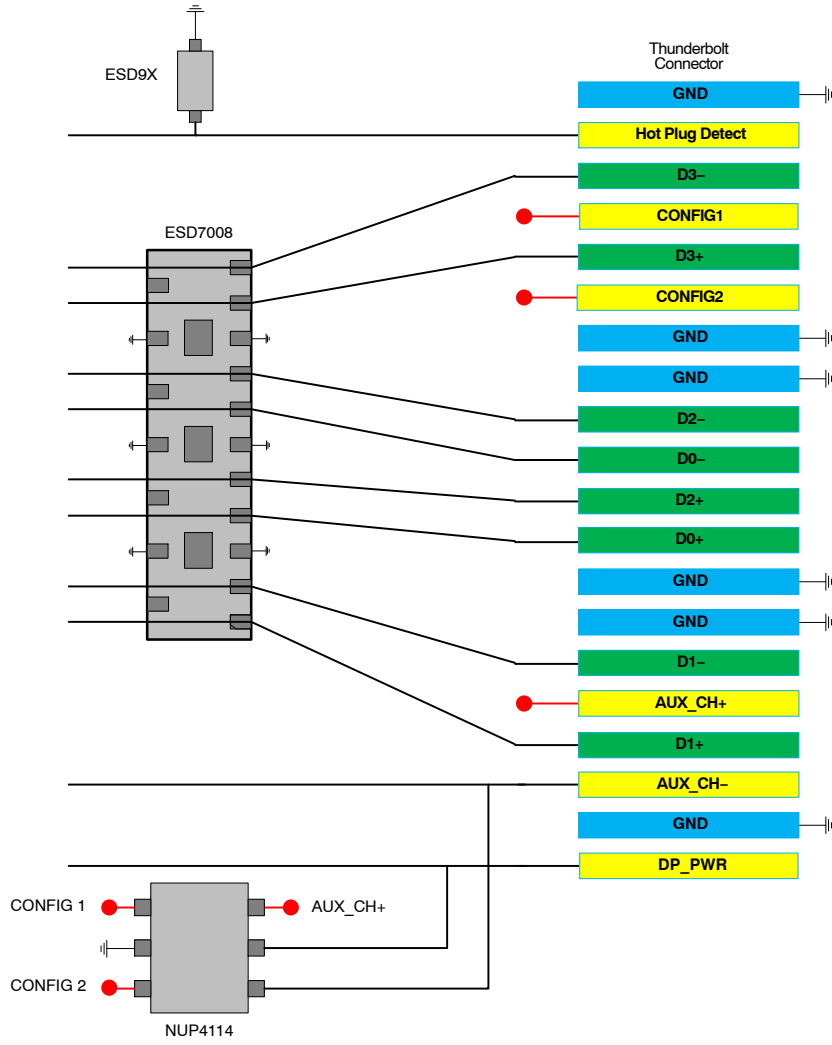 Thunderbolt
Connector
ESD9X
GND
Hot Plug Detect
D3−
CONFIG1
ESD7008
D3+
CONFIG2
GND
GND
D2−
D0−
D2+
D0+
GND
GND
D1−
AUX_CH+
D1+
AUX_CH−
GND
DP_PWR
CONFIG 1
AUX_CH+
CONFIG 2
NUP4114